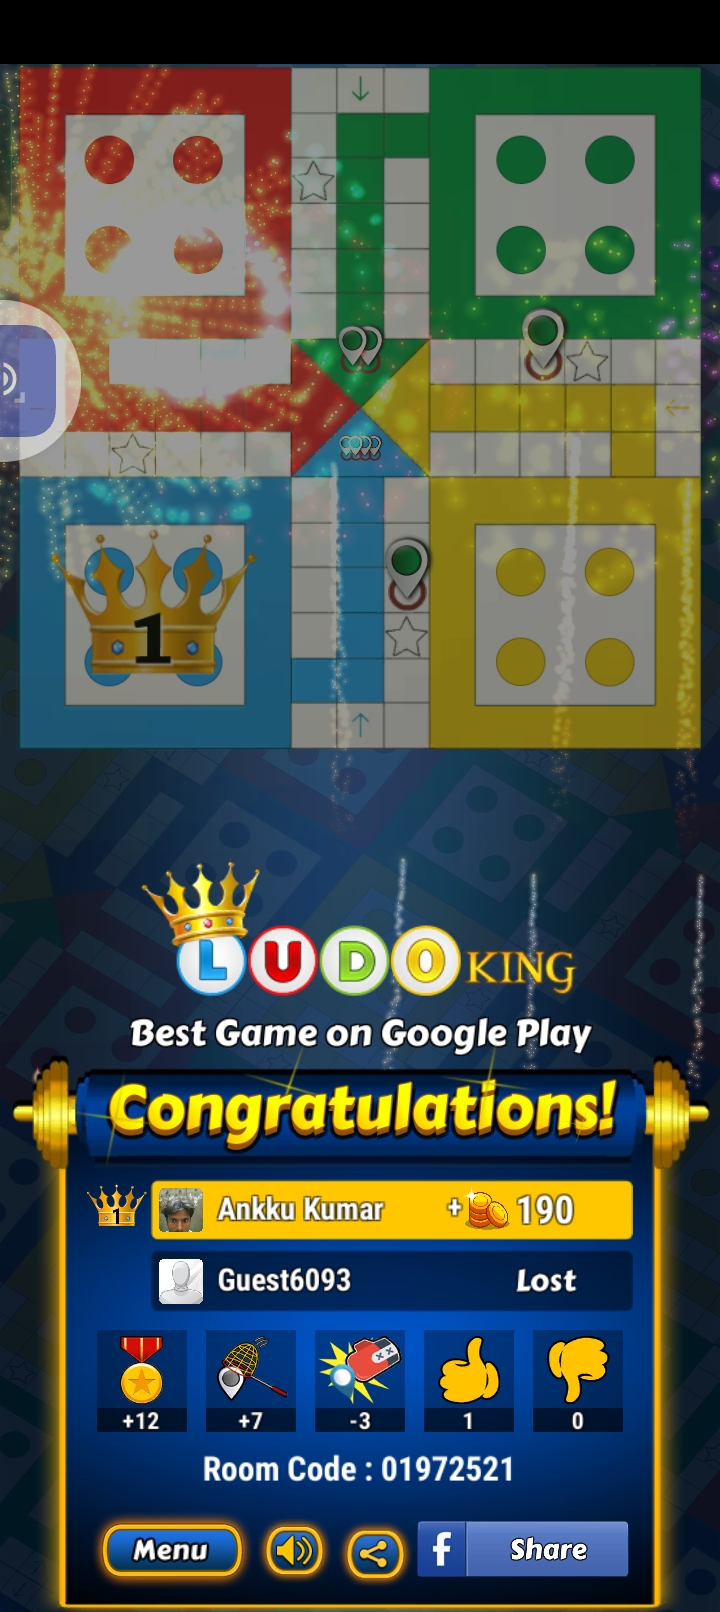 1
LUDO KING
Best Game on Google Play
Congratulations!
1 Ankku Kumar + 190
Guest6093 Lost
+12 +7 -3 1 0
Room Code : 01972521
Menu f Share